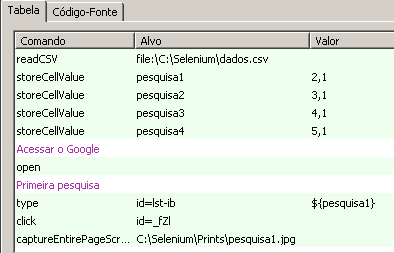 Tabela Código-Fonte
Comando Alvo Valor
readCSV file:\C:\Selenium\dados.csv
storeCellValue pesquisa1 2,1
storeCellValue pesquisa2 3,1
storeCellValue pesquisa3 4,1
storeCellValue pesquisa4 5,1
Acessar o Google
open
Primeira pesquisa
type id=lst-ib ${pesquisa1}
click id=_fZl
captureEntirePageScr... C:\Selenium\Prints\pesquisa1.jpg